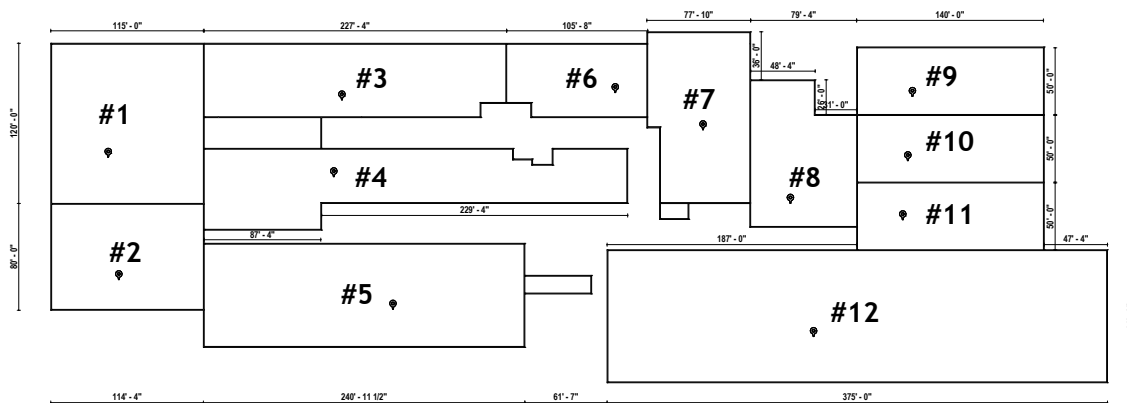 77' - 10" 79' - 4" 140' - 0"
115' - 0" 227' - 4" 105' - 8"
36' - 0"
48' - 4"
#3 #6 #9 50' - 0"
#7 26' - 0"
#1 31' - 0"
120' - 0"
#10 50' - 0"
#4 #8
229' - 4" #11 50' - 0"
87' - 4" 187' - 0" 47' - 4"
#2
80' - 0"
#5
#12
114' - 4" 240' - 11 1/2" 61' - 7" 375' - 0"